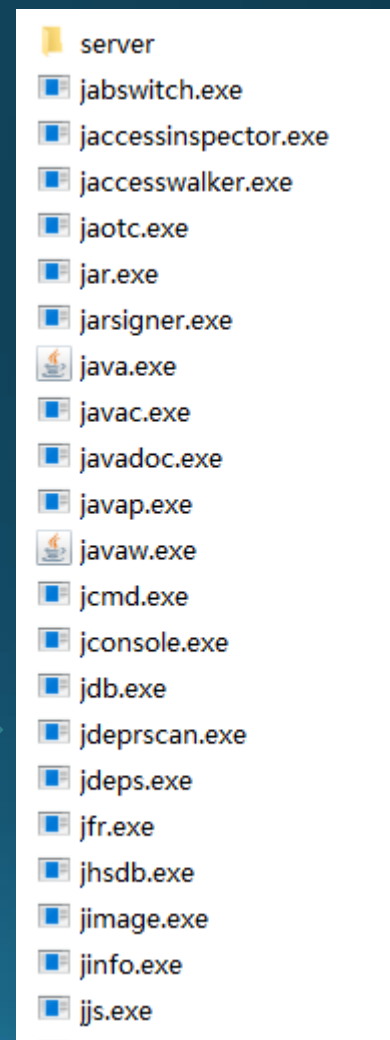 server
jabswitch.exe
jaccessinspector.exe
jaccesswalker.exe
jaotc.exe
jar.exe
jarsigner.exe
java.exe
javac.exe
javadoc.exe
javap.exe
javaw.exe
jcmd.exe
jconsole.exe
jdb.exe
jdeprscan.exe
jdeps.exe
jfr.exe
jhsdb.exe
jimage.exe
jinfo.exe
jjs.exe